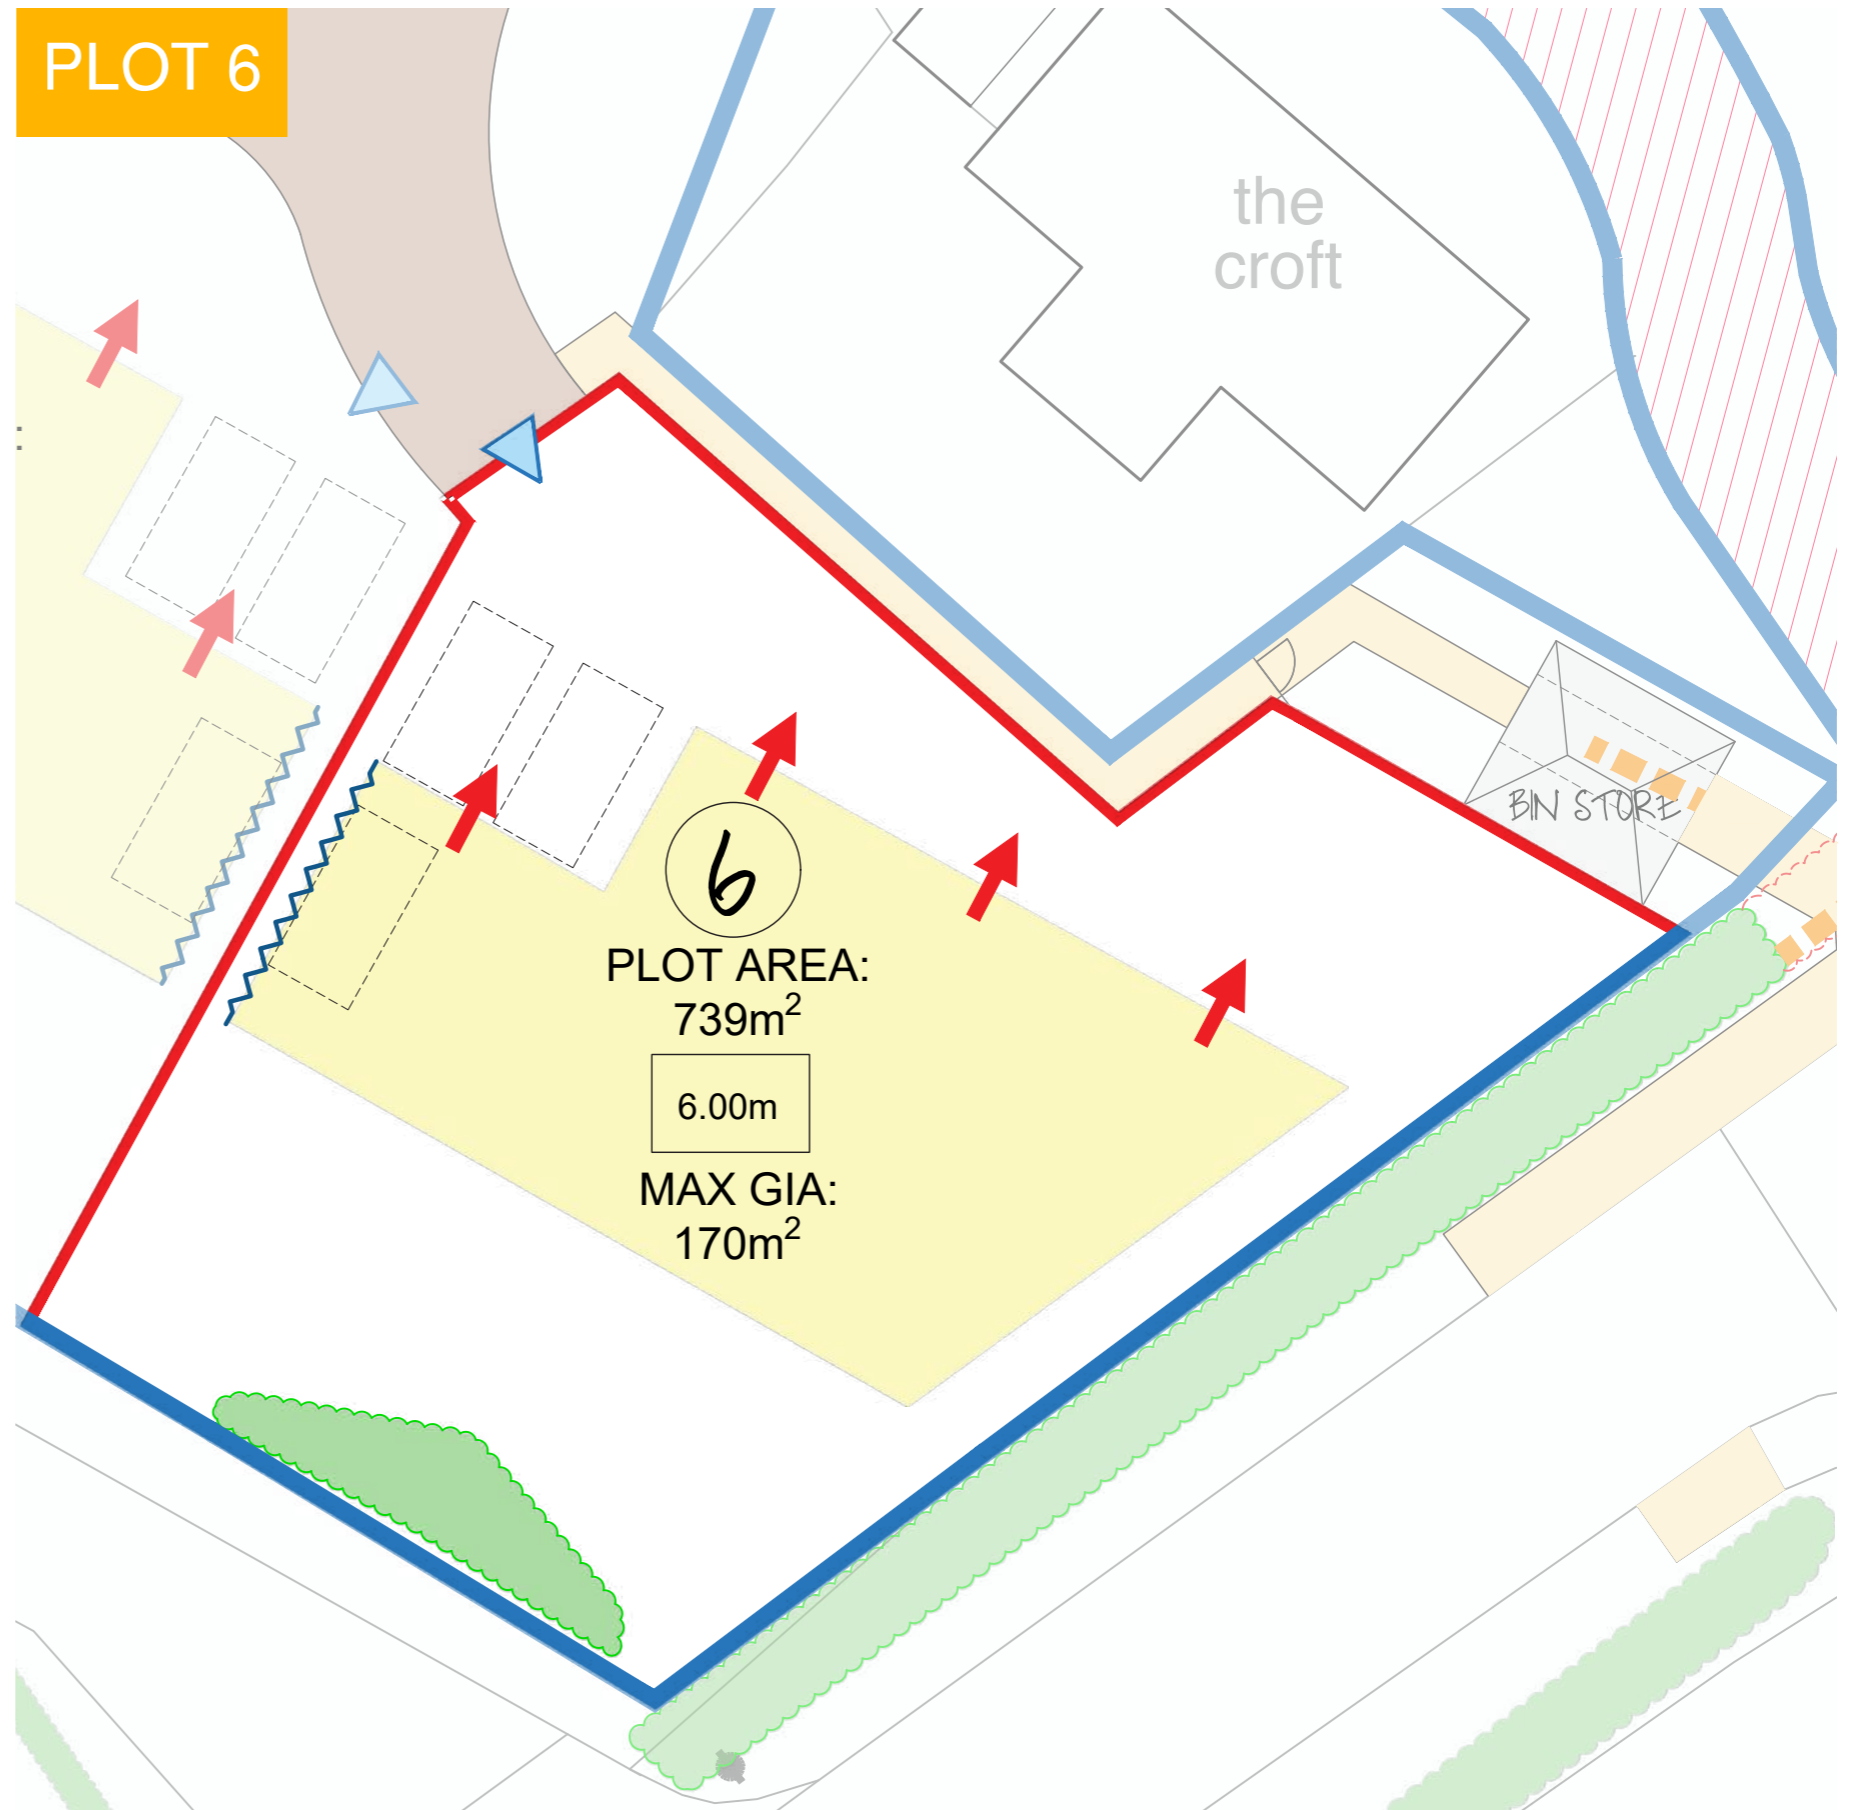 PLOT 6
the
croft
:
BIN STORE
6
PLOT AREA:
739m²
6.00m
MAX GIA:
170m²